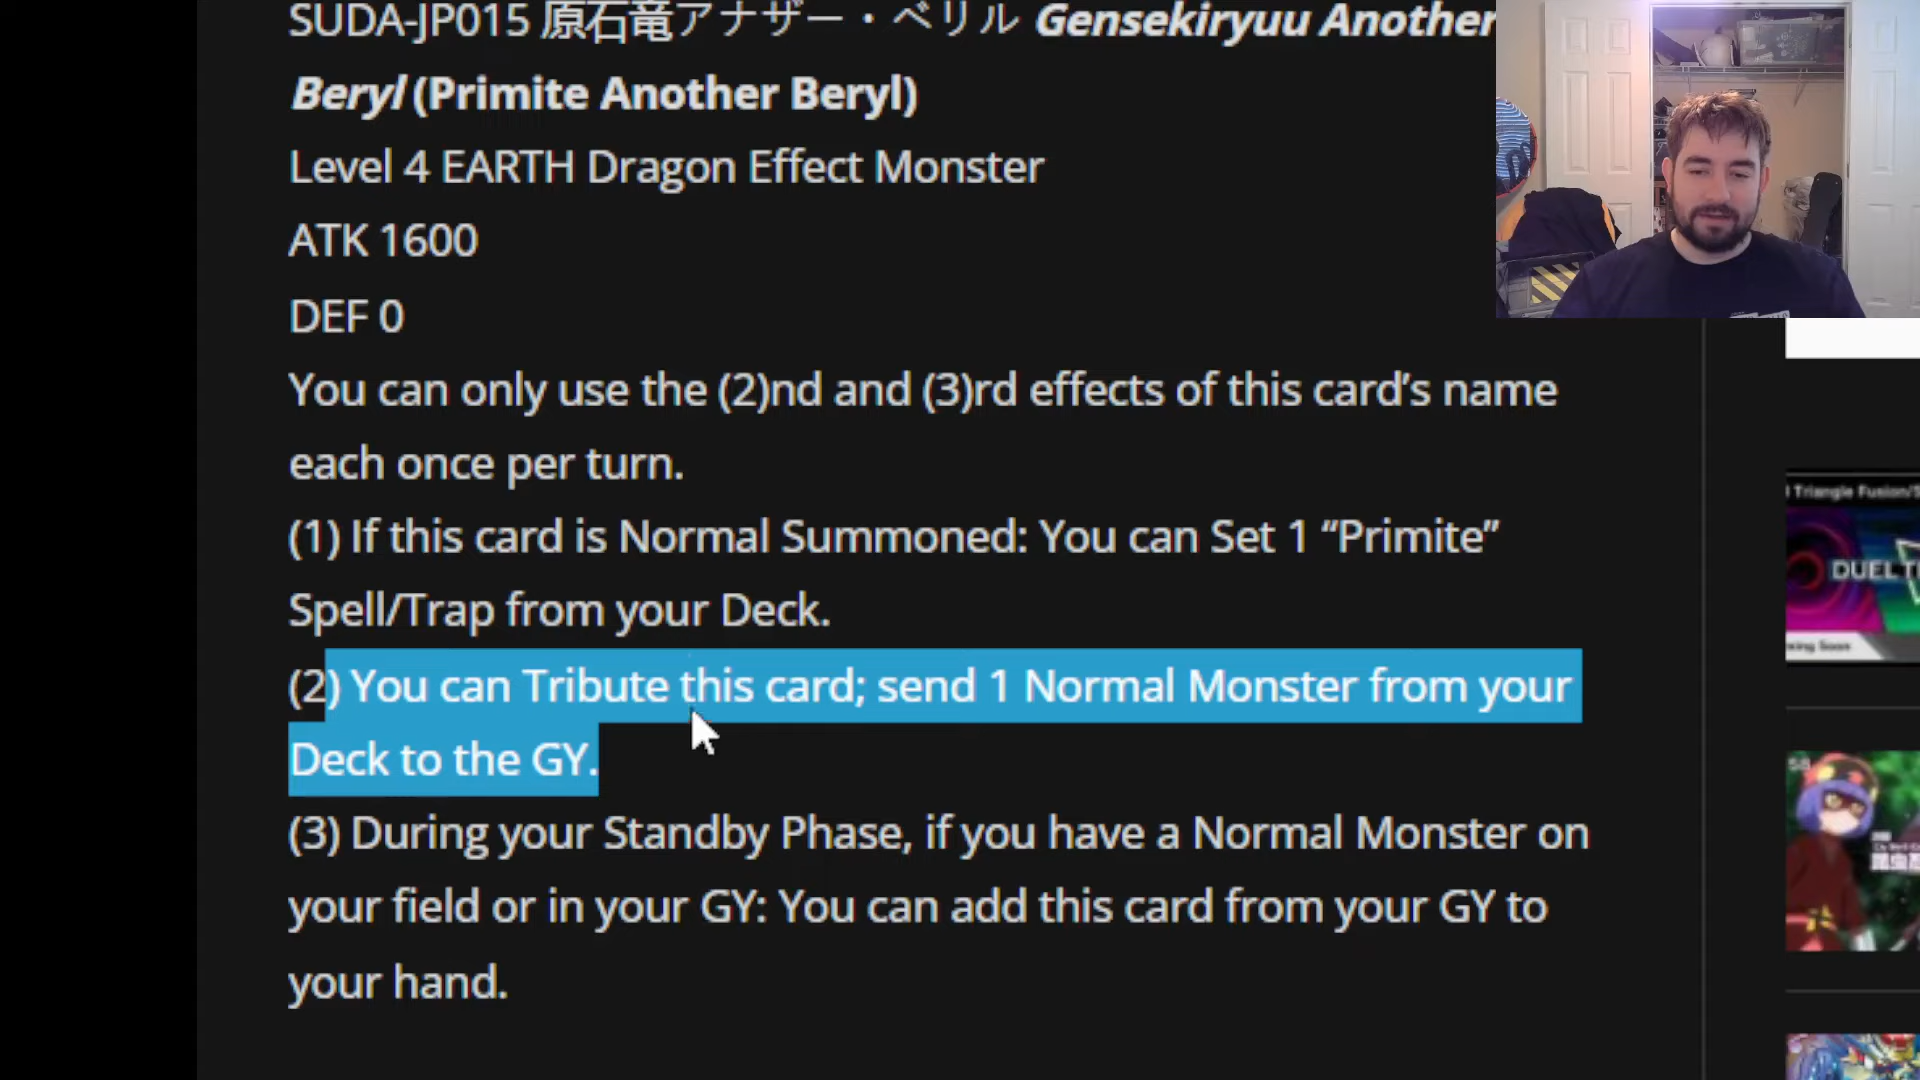 SUDA-JP015 原石竜アナザー・ベリル Gensekiryuu Another
Beryl (Primite Another Beryl)
Level 4 EARTH Dragon Effect Monster
ATK 1600
DEF 0
You can only use the (2)nd and (3)rd effects of this card’s name
each once per turn.
(1) If this card is Normal Summoned: You can Set 1 “Primite”
Spell/Trap from your Deck.
(2) You can Tribute this card; send 1 Normal Monster from your
Deck to the GY.
(3) During your Standby Phase, if you have a Normal Monster on
your field or in your GY: You can add this card from your GY to
your hand.
Triangle Fusion/S
DUEL T
Soon